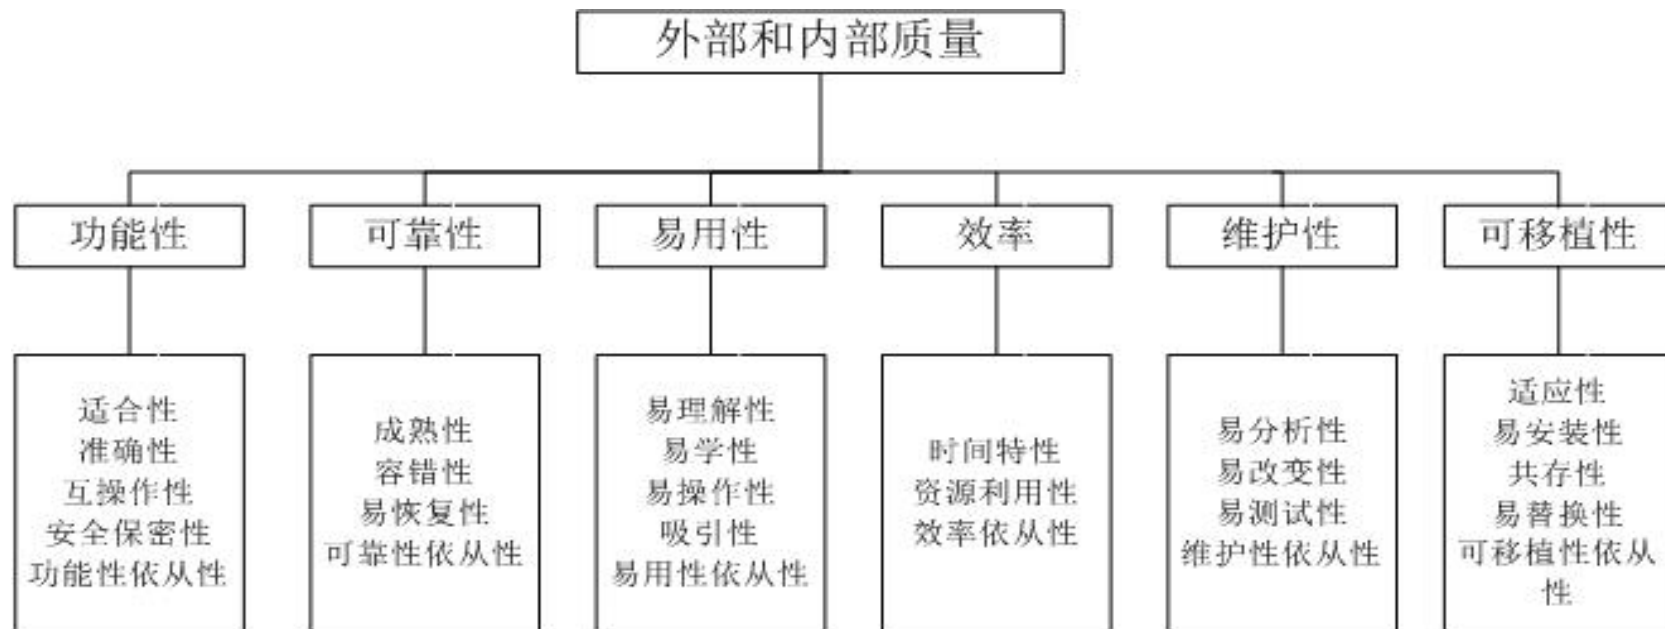 外部和内部质量
功能性
可靠性
易用性
效率
维护性
可移植性
适合性
准确性
互操作性
安全保密性
功能性依从性
成熟性
容错性
易恢复性
可靠性依从性
易理解性
易学性
易操作性
吸引性
易用性依从性
时间特性
资源利用性
效率依从性
易分析性
易改变性
易测试性
维护性依从性
适应性
易安装性
共存性
易替换性
可移植性依从
性